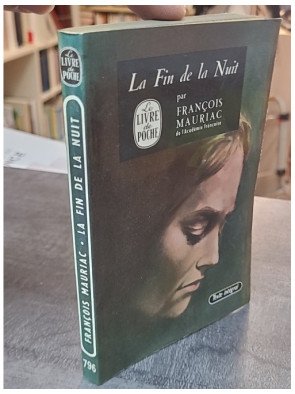 La Fin de la Nuit
par
FRANÇOIS
MAURIAC
de l'Académie Française
Le
LIVRE
de
POCHE
Texte intégral
Le
LIVRE
DE
POCHE
FRANÇOIS MAURIAC - LA FIN DE LA NUIT
796